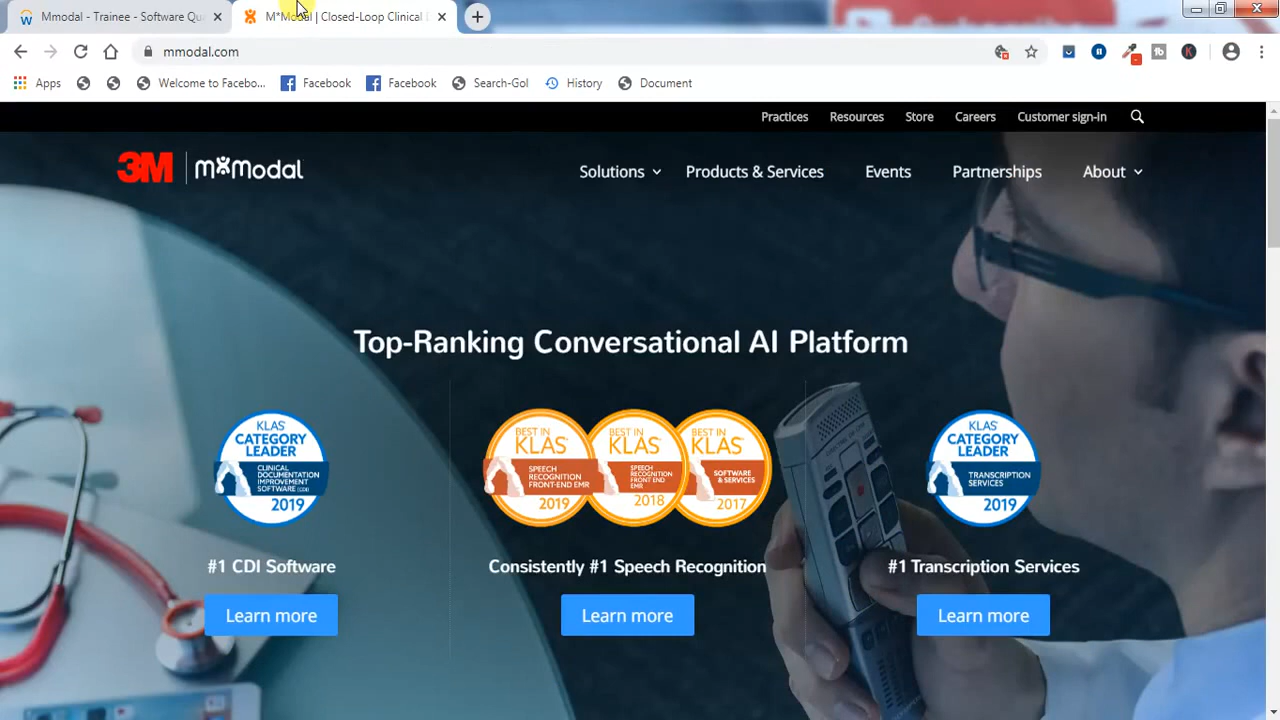 Mmodal - Trainee - Software Qu
M*Modal | Closed-Loop Clinical
mmodal.com
Apps
Welcome to Facebo...
Facebook
Facebook
Search-Gol
History
Document
Practices
Resources
Store
Careers
Customer sign-in
3M
M*Modal
Solutions
Products & Services
Events
Partnerships
About
Top-Ranking Conversational AI Platform
KLAS
CATEGORY
LEADER
CLINICAL
DOCUMENTATION
IMPROVEMENT
SOFTWARE (CDI)
2019
BEST IN
KLAS
SPEECH
RECOGNITION
FRONT-END EMR
2019
BEST IN
KLAS
SPEECH
RECOGNITION
FRONT END
EMR
2018
BEST IN
KLAS
SOFTWARE
& SERVICES
2017
KLAS
CATEGORY
LEADER
TRANSCRIPTION
SERVICES
2019
#1 CDI Software
Consistently #1 Speech Recognition
#1 Transcription Services
Learn more
Learn more
Learn more